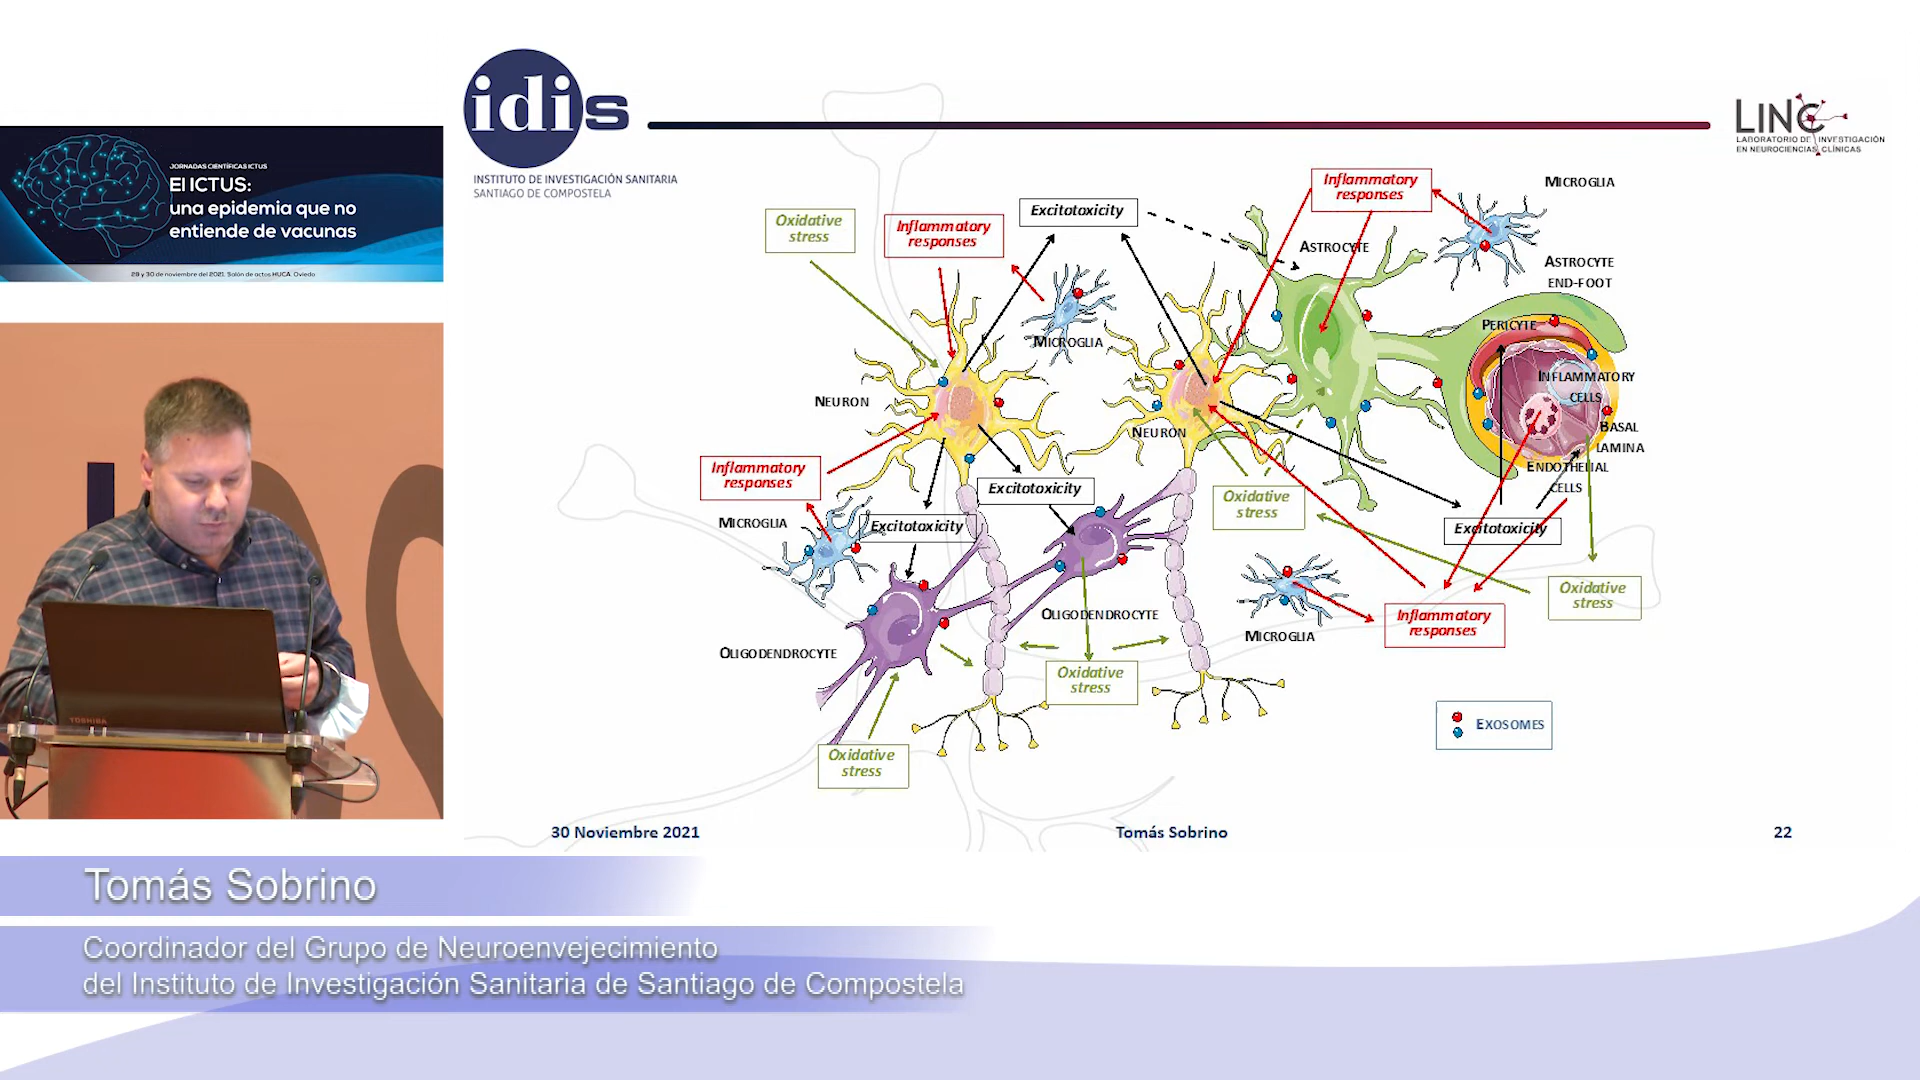 idis
INSTITUTO DE INVESTIGACIÓN SANITARIA
SANTIAGO DE COMPOSTELA
LINC
LABORATORIO DE INVESTIGACIÓN
EN NEUROCIENCIAS CLÍNICAS
JORNADAS CIENTÍFICAS ICTUS
El ICTUS:
una epidemia que no
entiende de vacunas
29 y 30 de noviembre del 2021. Salón de actos HUCA. Oviedo
Oxidative
stress
Inflammatory
responses
Excitotoxicity
Inflammatory
responses
MICROGLIA
ASTROCYTE
ASTROCYTE
END-FOOT
PERICYTE
MICROGLIA
INFLAMMATORY
CELLS
NEURON
NEURON
BASAL
LAMINA
ENDOTHELIAL
CELLS
Inflammatory
responses
Excitotoxicity
Oxidative
stress
MICROGLIA
Excitotoxicity
Excitotoxicity
Oxidative
stress
OLIGODENDROCYTE
Inflammatory
responses
MICROGLIA
OLIGODENDROCYTE
Oxidative
stress
EXOSOMES
Oxidative
stress
TOSHIBA
30 Noviembre 2021
Tomás Sobrino
22
Tomás Sobrino
Coordinador del Grupo de Neuroenvejecimiento
del Instituto de Investigación Sanitaria de Santiago de Compostela